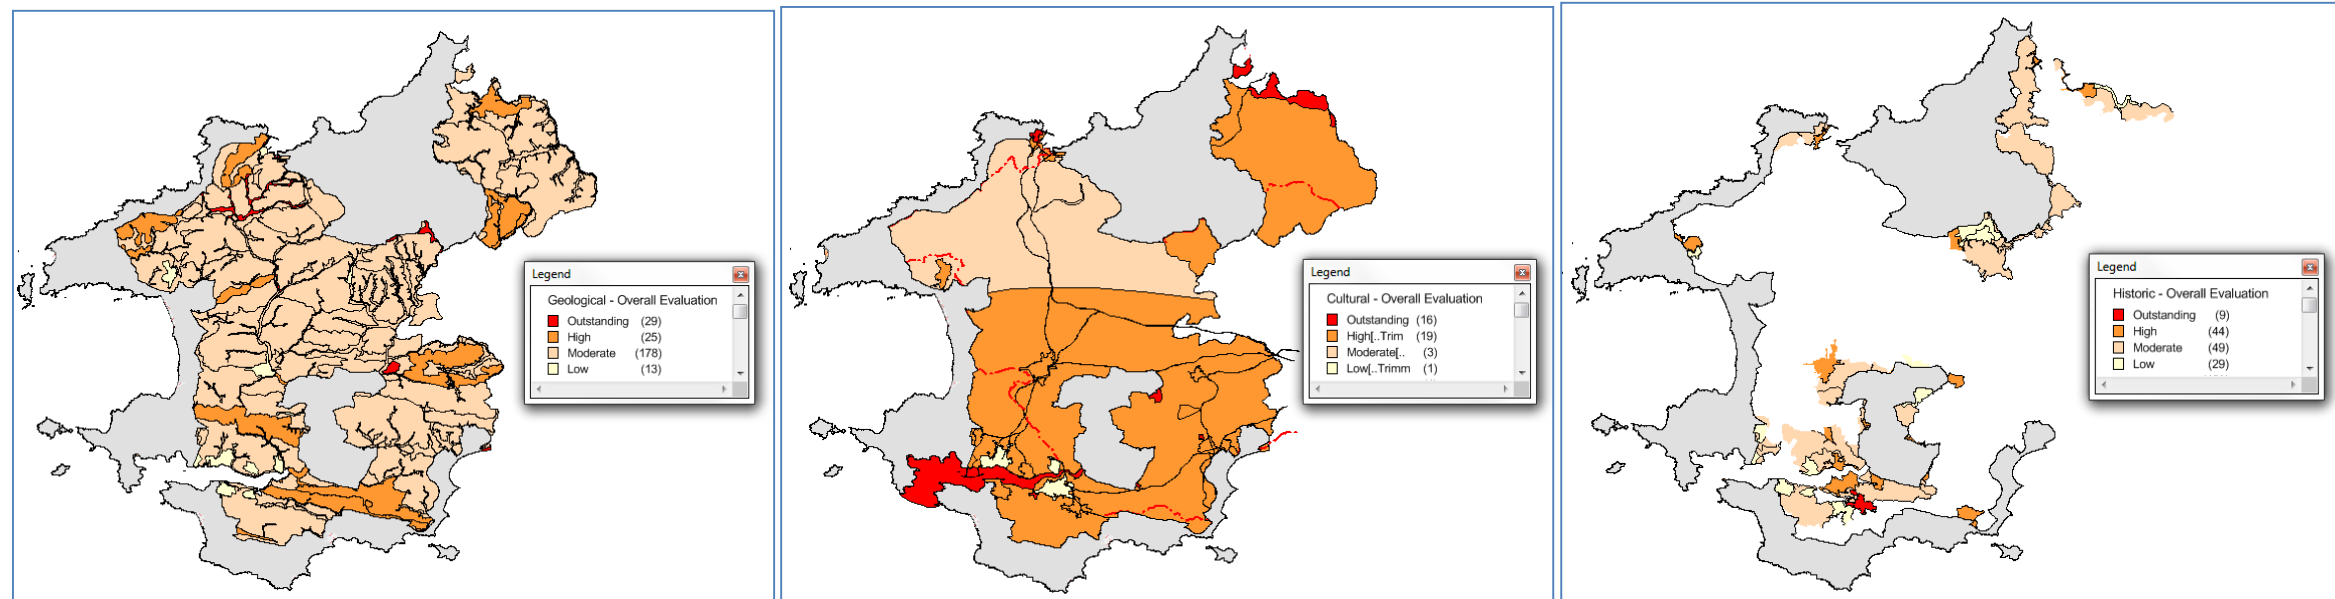 Legend
Geological - Overall Evaluation
Outstanding (29)
High (25)
Moderate (178)
Low (13)
Legend
Cultural - Overall Evaluation
Outstanding (16)
High[..Trim (19)
Moderate[.. (3)
Low[..Trimm (1)
Legend
Historic - Overall Evaluation
Outstanding (9)
High (44)
Moderate (49)
Low (29)